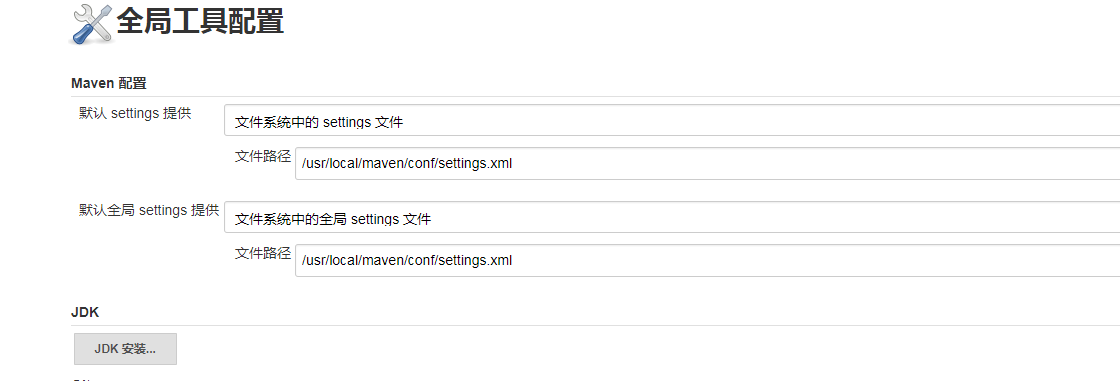 全局工具配置
Maven 配置
默认 settings 提供
文件系统中的 settings 文件
文件路径
/usr/local/maven/conf/settings.xml
默认全局 settings 提供
文件系统中的全局 settings 文件
文件路径
/usr/local/maven/conf/settings.xml
JDK
JDK 安装...